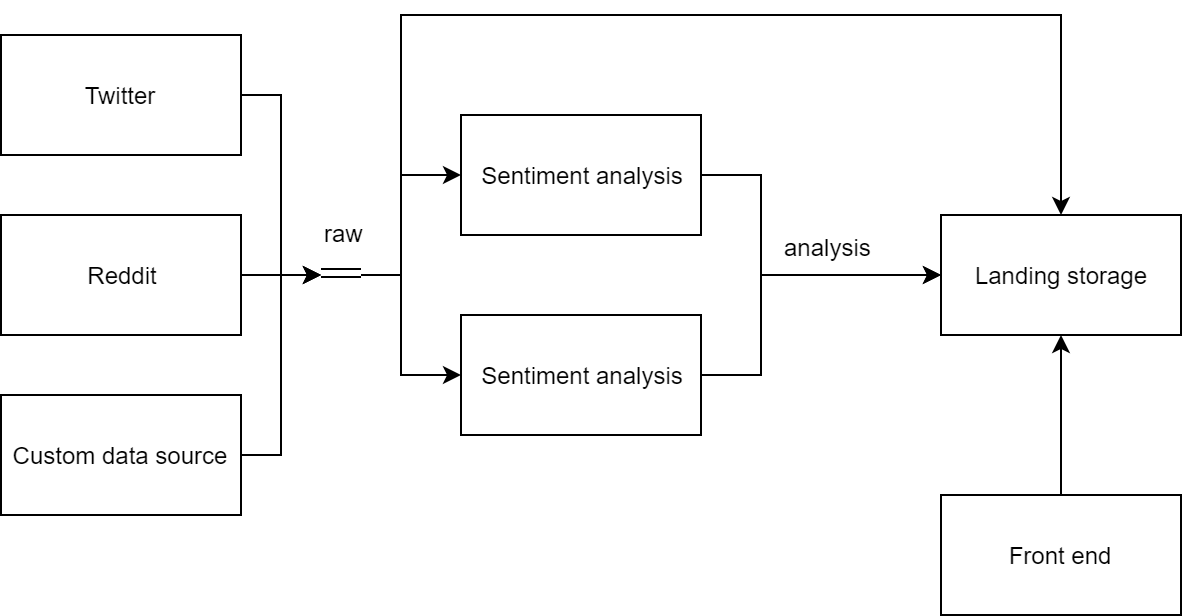 Twitter
Reddit
Custom data source
raw
Sentiment analysis
Sentiment analysis
analysis
Landing storage
Front end